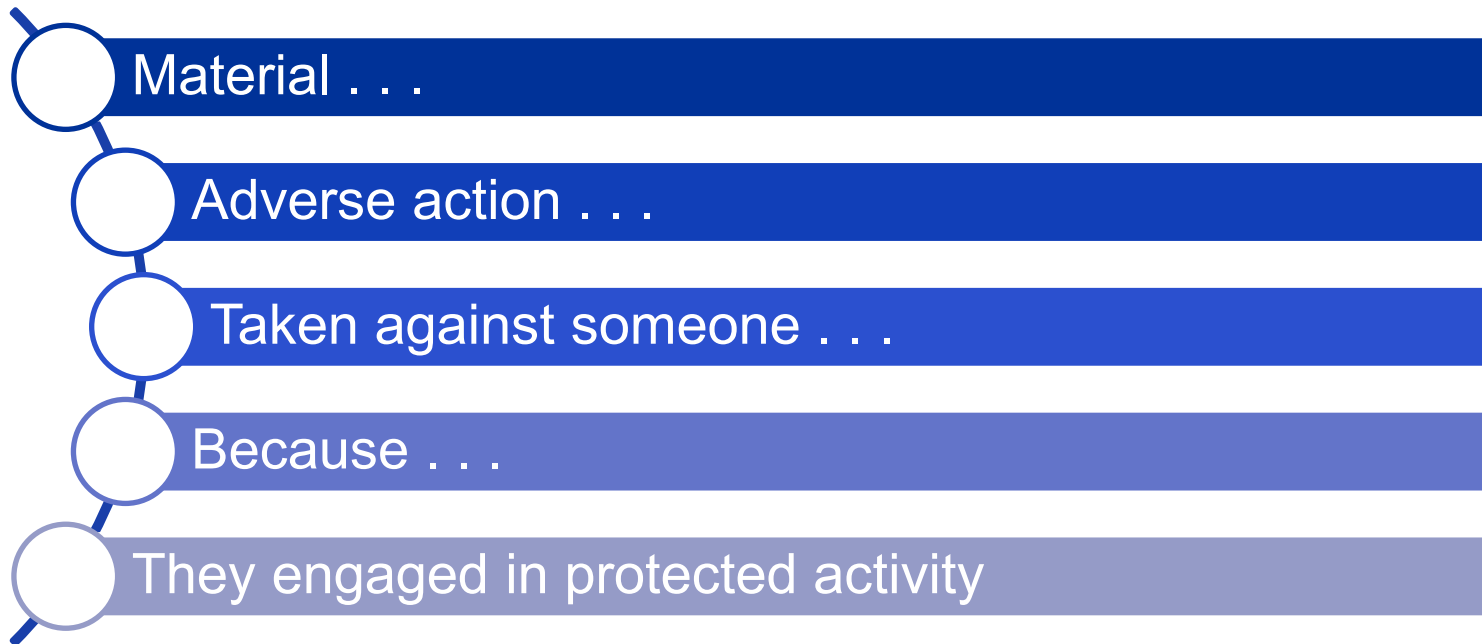 Material . . .
Adverse action . . .
Taken against someone . . .
Because . . .
They engaged in protected activity